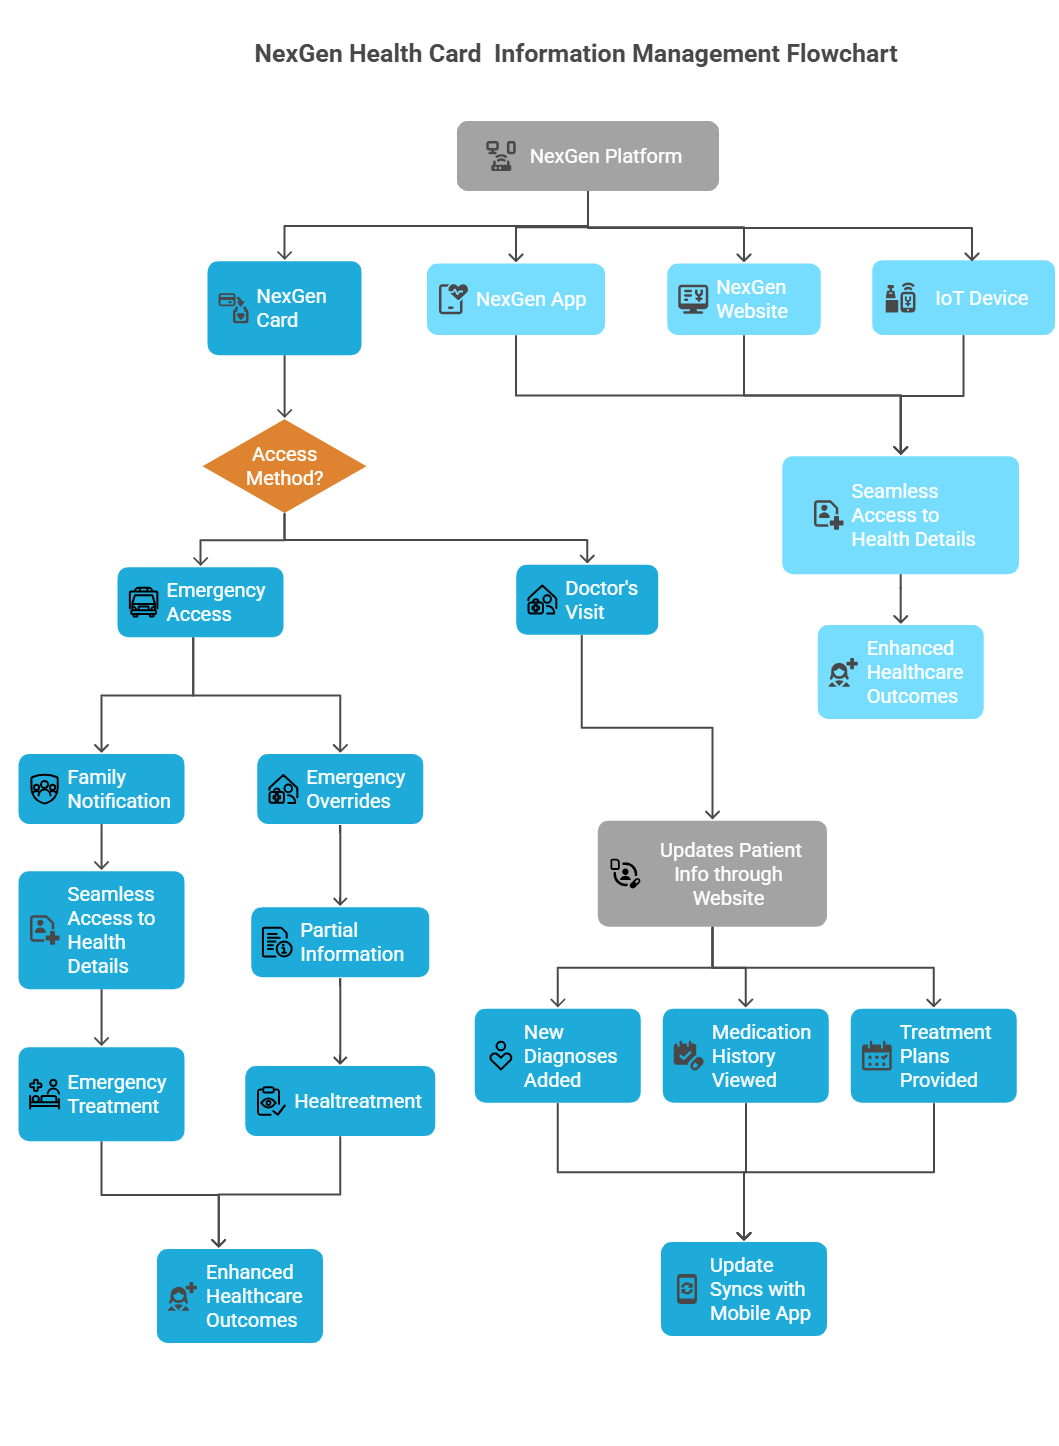 NexGen Health Card  Information Management Flowchart
NexGen Platform
NexGen
Card
NexGen App
NexGen
Website
IoT Device
Access
Method?
Seamless
Access to
Health Details
Emergency
Access
Doctor's
Visit
Enhanced
Healthcare
Outcomes
Family
Notification
Emergency
Overrides
Updates Patient
Info through
Website
Seamless
Access to
Health
Details
Partial
Information
New
Diagnoses
Added
Medication
History
Viewed
Treatment
Plans
Provided
Emergency
Treatment
Healtreatment
Enhanced
Healthcare
Outcomes
Update
Syncs with
Mobile App